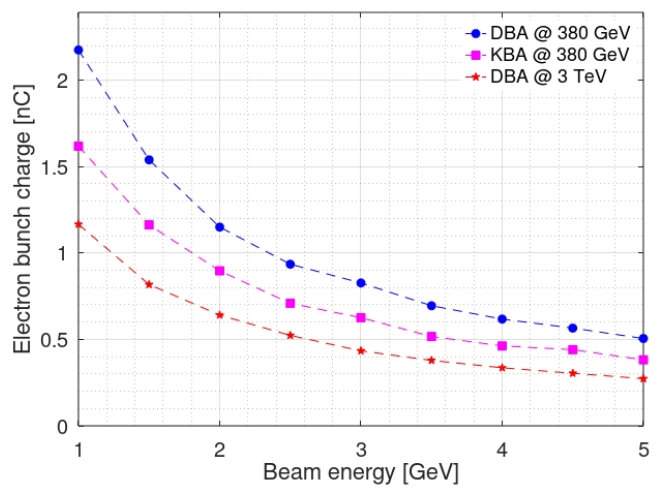 DBA @ 380 GeV
KBA @ 380 GeV
DBA @ 3 TeV
Electron bunch charge [nC]
2
1.5
1
0.5
0
1 2 3 4 5
Beam energy [GeV]